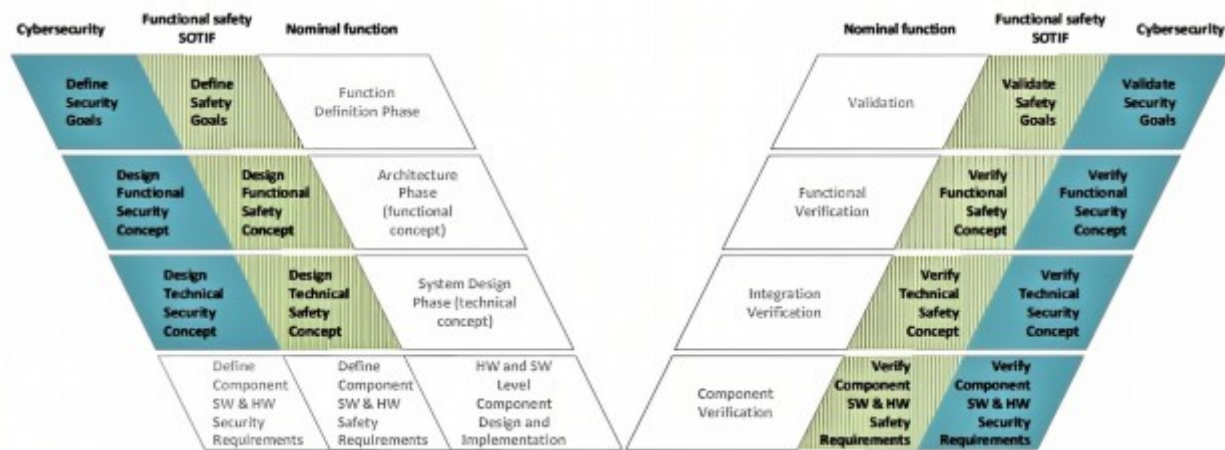 Cybersecurity
Functional safety
SOTIF
Nominal function
Define
Security
Goals
Define
Safety
Goals
Function
Definition Phase
Design
Functional
Security
Concept
Design
Functional
Safety
Concept
Architecture
Phase
(functional
concept)
Design
Technical
Security
Concept
Design
Technical
Safety
Concept
System Design
Phase (technical
concept)
Define
Component
SW & HW
Security
Requirements
Define
Component
SW & HW
Safety
Requirements
HW and SW
Level
Component
Design and
Implementation
Nominal function
Functional safety
SOTIF
Cybersecurity
Validation
Validate
Safety
Goals
Validate
Security
Goals
Functional
Verification
Verify
Functional
Safety
Concept
Verify
Functional
Security
Concept
Integration
Verification
Verify
Technical
Safety
Concept
Verify
Technical
Security
Concept
Component
Verification
Verify
Component
SW & HW
Safety
Requirements
Verify
Component
SW & HW
Security
Requirements